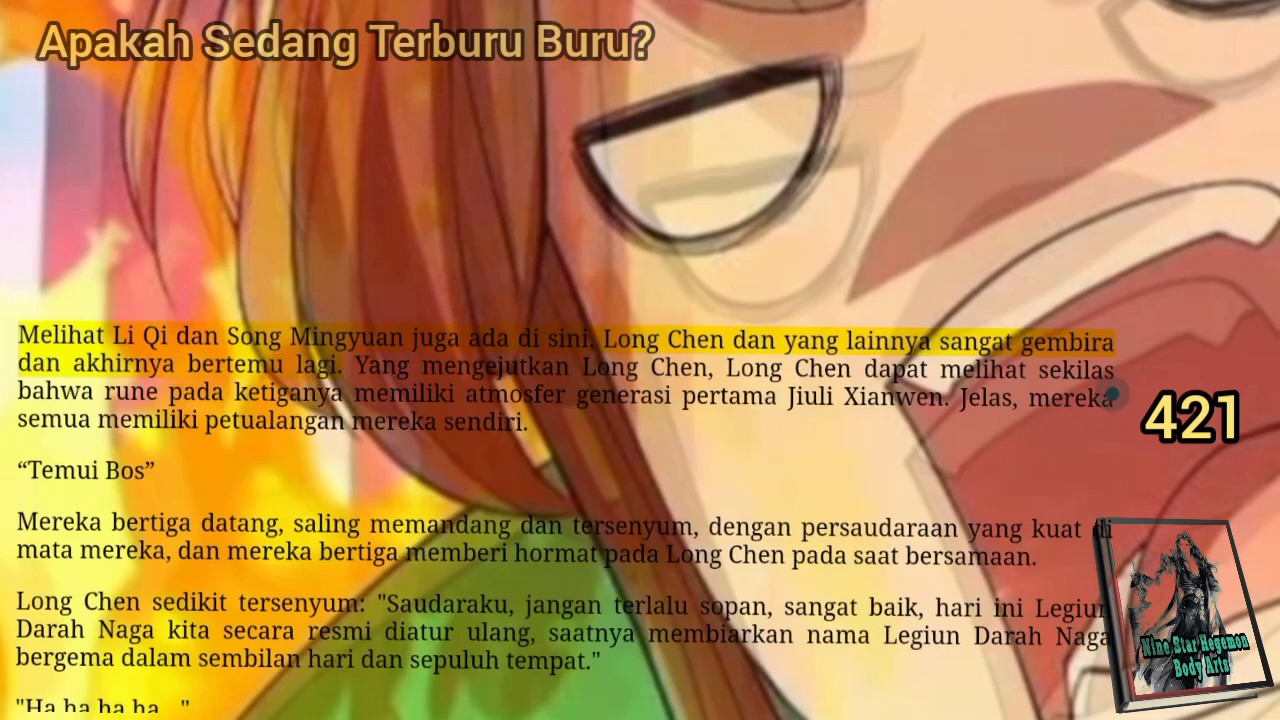 Apakah Sedang Terburu Buru?
Melihat Li Qi dan Song Mingyuan juga ada di sini, Long Chen dan yang lainnya sangat gembira
dan akhirnya bertemu lagi. Yang mengejutkan Long Chen, Long Chen dapat melihat sekilas
bahwa rune pada ketiganya memiliki atmosfer generasi pertama Jiuli Xianwen. Jelas, mereka
semua memiliki petualangan mereka sendiri.
421
“Temui Bos”
Mereka bertiga datang, saling memandang dan tersenyum, dengan persaudaraan yang kuat di
mata mereka, dan mereka bertiga memberi hormat pada Long Chen pada saat bersamaan.
Long Chen sedikit tersenyum: "Saudaraku, jangan terlalu sopan, sangat baik, hari ini Legiun
Darah Naga kita secara resmi diatur ulang, saatnya membiarkan nama Legiun Darah Naga
bergema dalam sembilan hari dan sepuluh tempat."
Nine Star Hegemon
Body Arts
"Ha ha ha ha..."